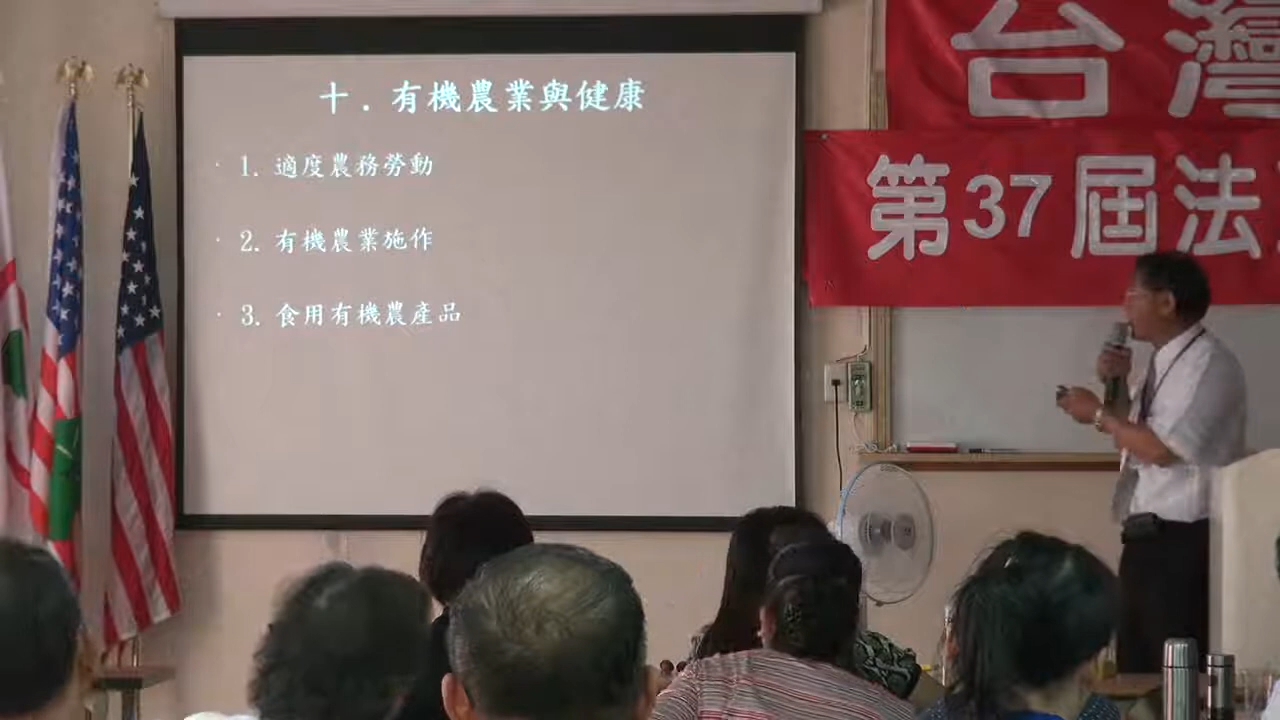 十. 有機農業與健康
· 1. 適度農務勞動
· 2. 有機農業施作
· 3. 食用有機農產品
台灣
第37屆法